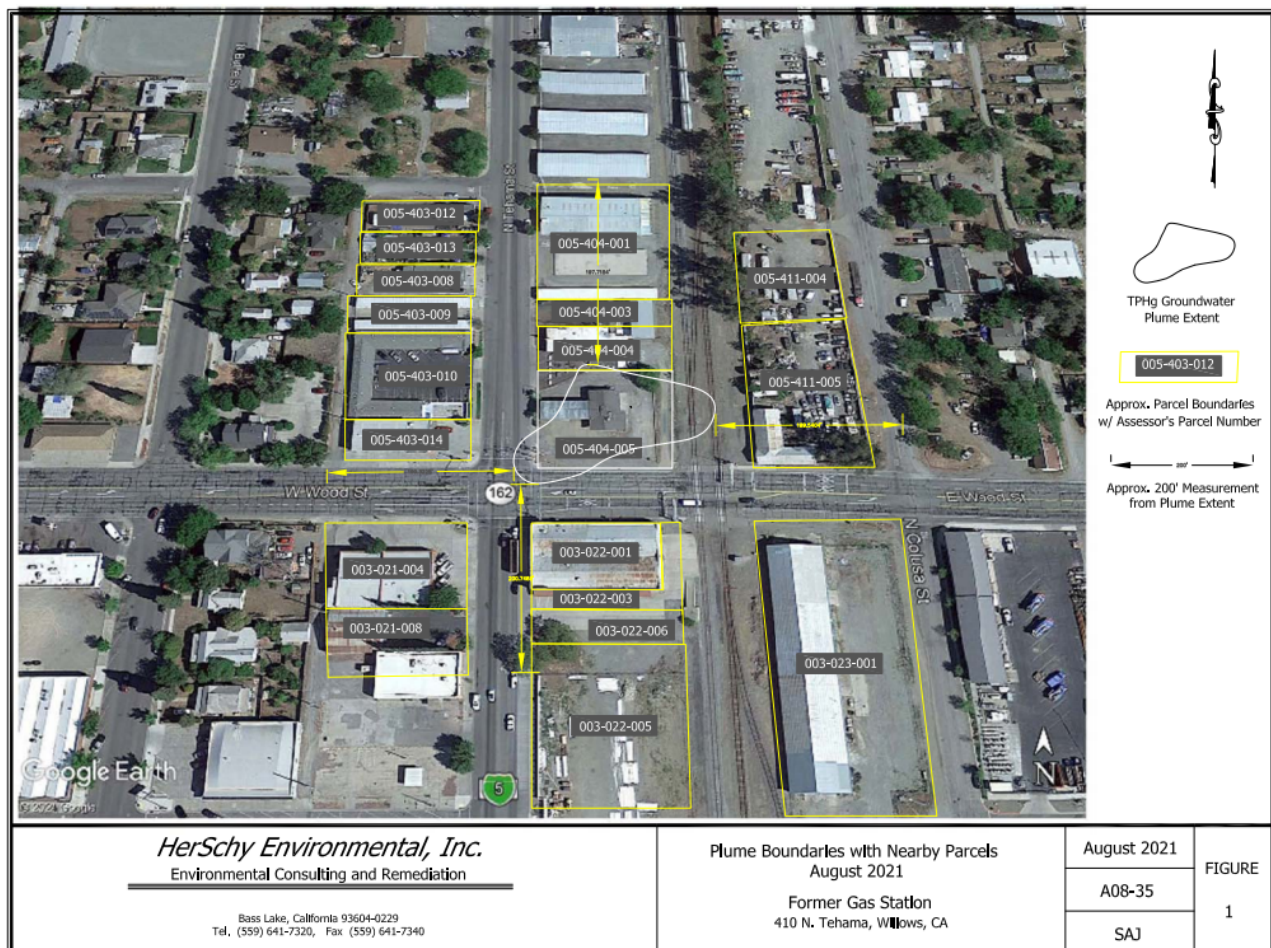 N Butte St
N Tehama St
005-403-012
005-403-013
005-403-008
005-403-009
005-403-010
005-403-014
005-404-001
197.7184'
005-404-003
005-404-004
005-404-005
005-411-004
005-411-005
W Wood St
162
E Wood St
N Colusa St
003-021-004
003-021-008
003-022-001
003-022-003
003-022-006
003-022-005
003-023-001
5
N
Google Earth
TPHg Groundwater
Plume Extent
005-403-012
Approx. Parcel Boundaries
w/ Assessor's Parcel Number
200'
Approx. 200' Measurement
from Plume Extent
HerSchy Environmental, Inc.
Environmental Consulting and Remediation
Bass Lake, California 93604-0229
Tel. (559) 641-7320, Fax (559) 641-7340
Plume Boundaries with Nearby Parcels
August 2021
Former Gas Station
410 N. Tehama, Willows, CA
August 2021
A08-35
SAJ
FIGURE
1